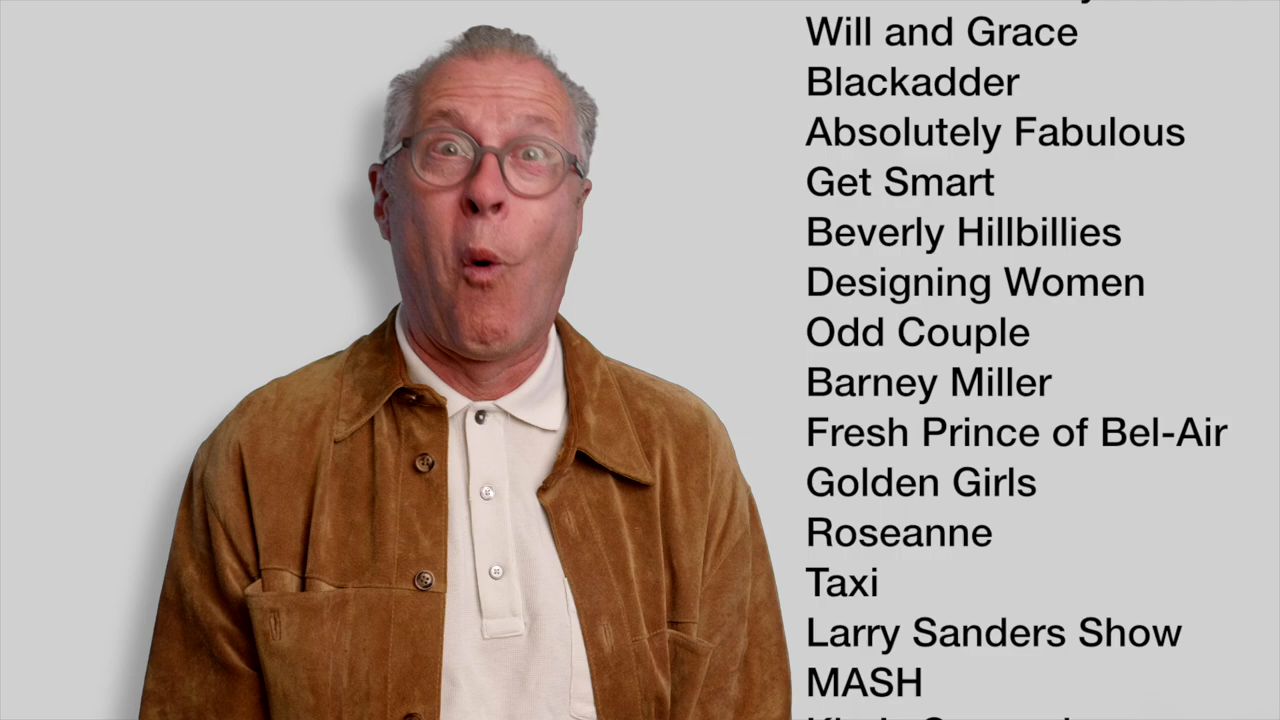 Will and Grace
Blackadder
Absolutely Fabulous
Get Smart
Beverly Hillbillies
Designing Women
Odd Couple
Barney Miller
Fresh Prince of Bel-Air
Golden Girls
Roseanne
Taxi
Larry Sanders Show
MASH